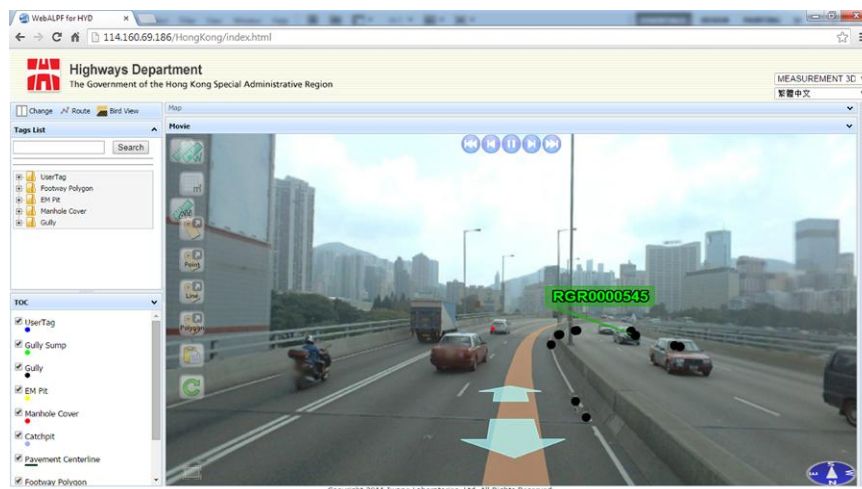 WebALPF for HYD
114.160.69.186/HongKong/index.html
Highways Department
The Government of the Hong Kong Special Administrative Region
MEASUREMENT 3D
繁體中文
Change Route Bird View
Map
Tags List
Movie
Search
UserTag
Footway Polygon
EM Pit
Manhole Cover
Gully
Point
Line
Polygon
RGR0000545
TOC
UserTag
Gully Sump
Gully
EM Pit
Manhole Cover
Catchpit
Pavement Centerline
Footway Polygon